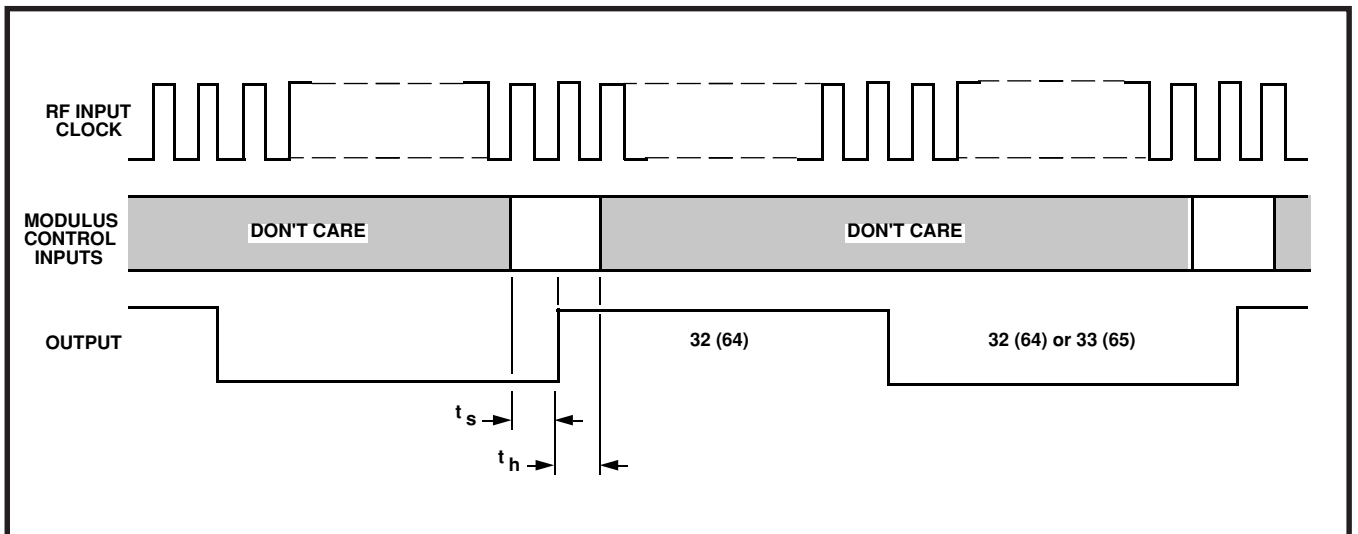 RF INPUT
CLOCK
MODULUS
CONTROL
INPUTS
DON'T CARE
DON'T CARE
OUTPUT
32 (64)
32 (64) or 33 (65)
t s
t h